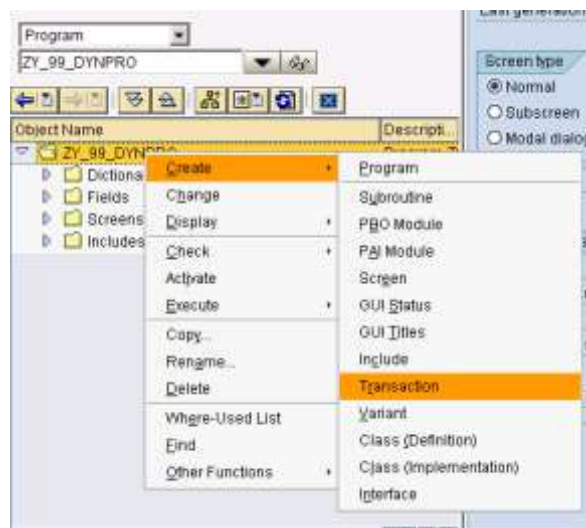 Last generation
Program
ZY_99_DYNPRO
Screen type
Normal
Subscreen
Modal dialog
Object Name
Descripti...
ZY_99_DYNPRO
Dictiona
Fields
Screens
Includes
Create
Change
Display
Check
Activate
Execute
Copy...
Rename...
Delete
Where-Used List
Find
Other Functions
Program
Subroutine
PBO Module
PAI Module
Screen
GUI Status
GUI Titles
Include
Transaction
Variant
Class (Definition)
Class (Implementation)
Interface